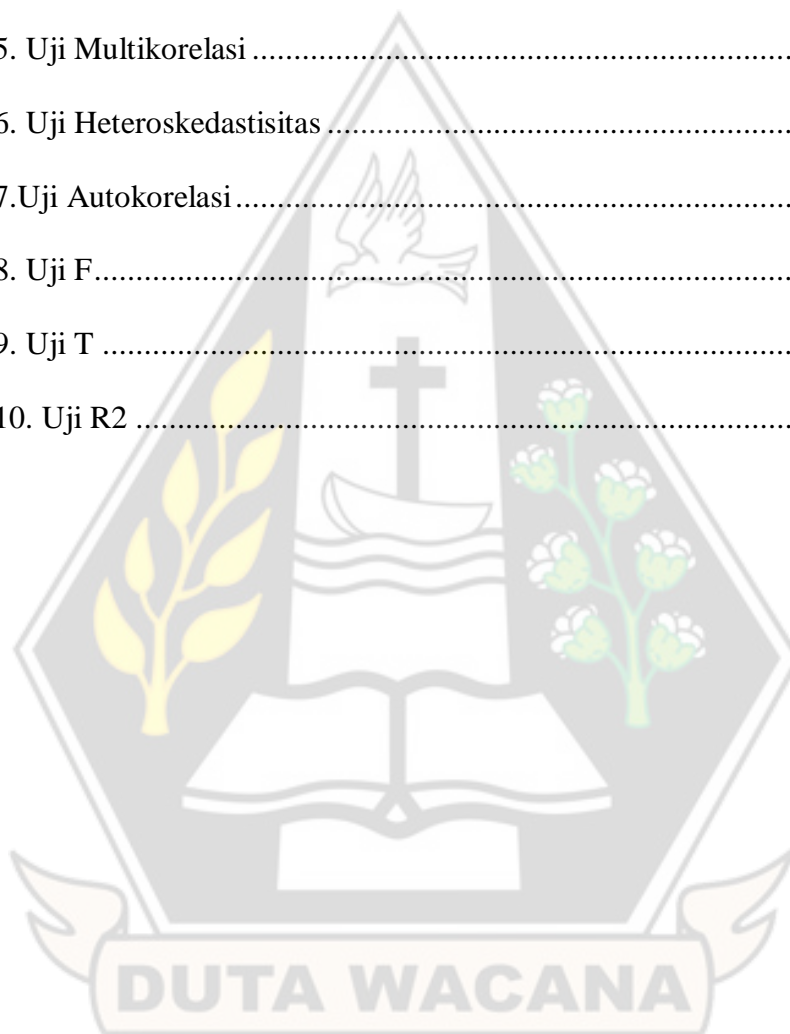 5. Uji Multikorelasi ..................................................................
6. Uji Heteroskedastisitas ..................................................................
7.Uji Autokorelasi ..................................................................
8. Uji F ..................................................................
9. Uji T ..................................................................
10. Uji R2 ..................................................................
DUTA WACANA